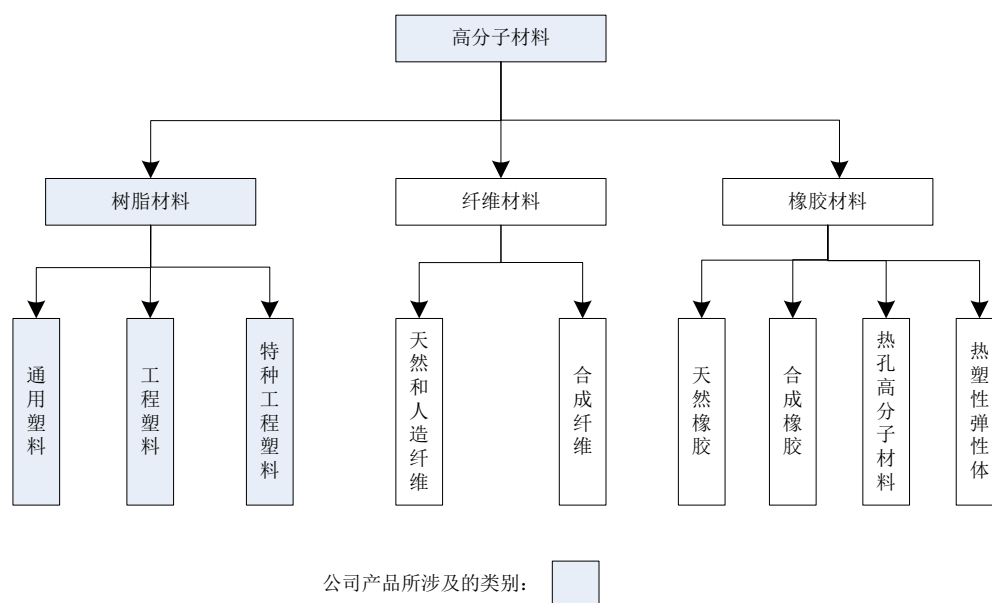 高分子材料
树脂材料
纤维材料
橡胶材料
通用塑料
工程塑料
特种工程塑料
天然和人造纤维
合成纤维
天然橡胶
合成橡胶
热孔高分子材料
热塑性弹性体
公司产品所涉及的类别：